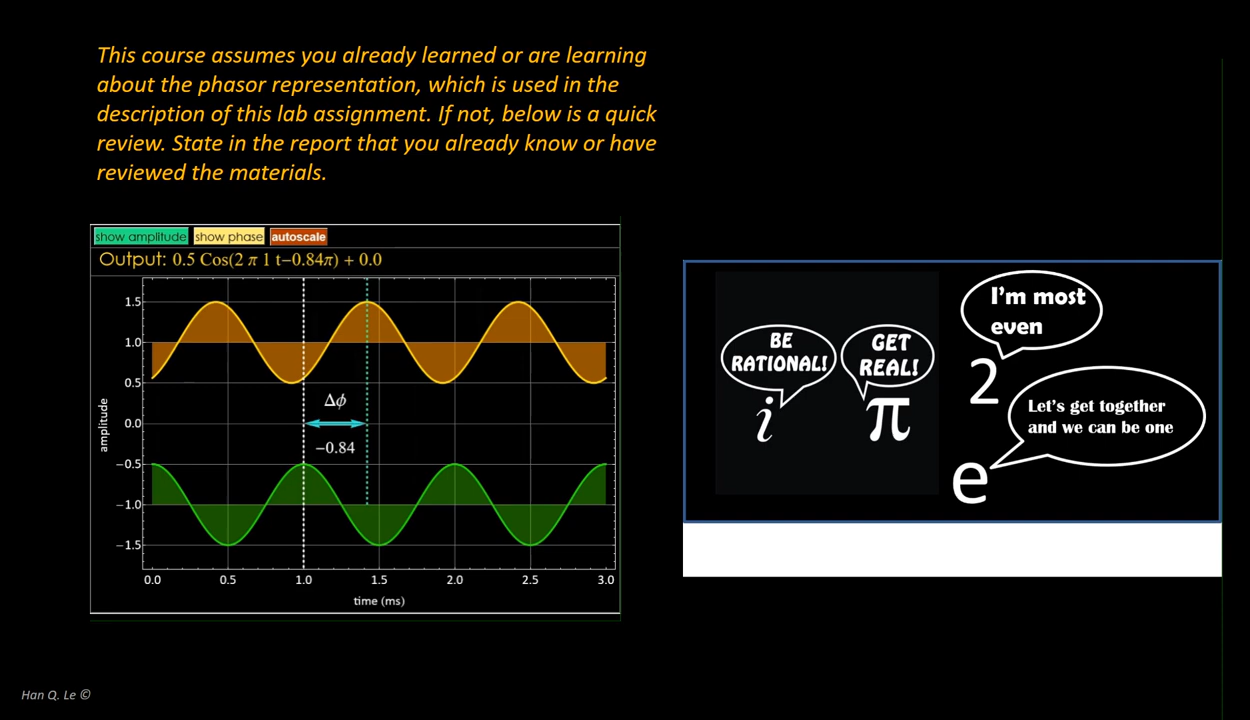 This course assumes you already learned or are learning
about the phasor representation, which is used in the
description of this lab assignment. If not, below is a quick
review. State in the report that you already know or have
reviewed the materials.
show amplitude show phase autoscale
Output: 0.5 Cos(2 π 1 t−0.84π) + 0.0
1.5
1.0
0.5
0.0
−0.5
−1.0
−1.5
amplitude
Δϕ
−0.84
0.0 0.5 1.0 1.5 2.0 2.5 3.0
time (ms)
BE
RATIONAL!
i
GET
REAL!
π
I'm most
even
2
Let's get together
and we can be one
e
Han Q. Le ©